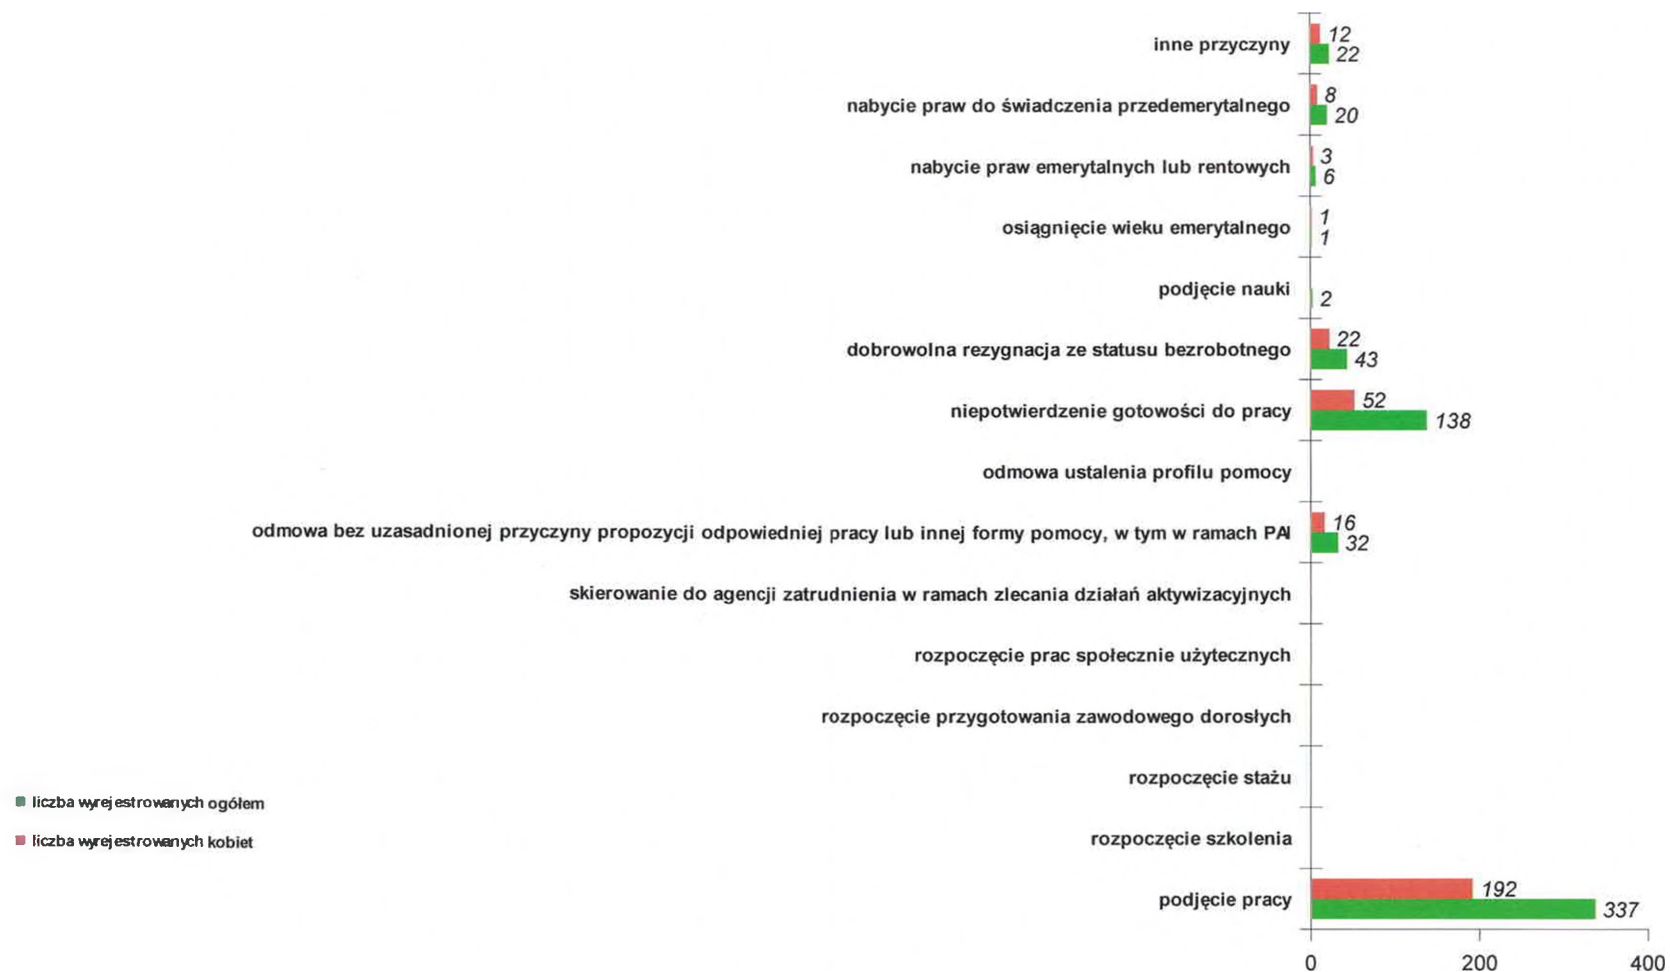 inne przyczyny 12
22
nabycie praw do świadczenia przedemerytalnego 8
20
nabycie praw emerytalnych lub rentowych 3
6
osiągnięcie wieku emerytalnego 1
1
podjęcie nauki 2
dobrowolna rezygnacja ze statusu bezrobotnego 22
43
niepotwierdzenie gotowości do pracy 52
138
odmowa ustalenia profilu pomocy
odmowa bez uzasadnionej przyczyny propozycji odpowiedniej pracy lub innej formy pomocy, w tym w ramach PAI 16
32
skierowanie do agencji zatrudnienia w ramach zlecania działań aktywizacyjnych
rozpoczęcie prac społecznie użytecznych
rozpoczęcie przygotowania zawodowego dorosłych
rozpoczęcie stażu
liczba wyrejestrowanych ogółem
liczba wyrejestrowanych kobiet
rozpoczęcie szkolenia
podjęcie pracy 192
337
0 200 400